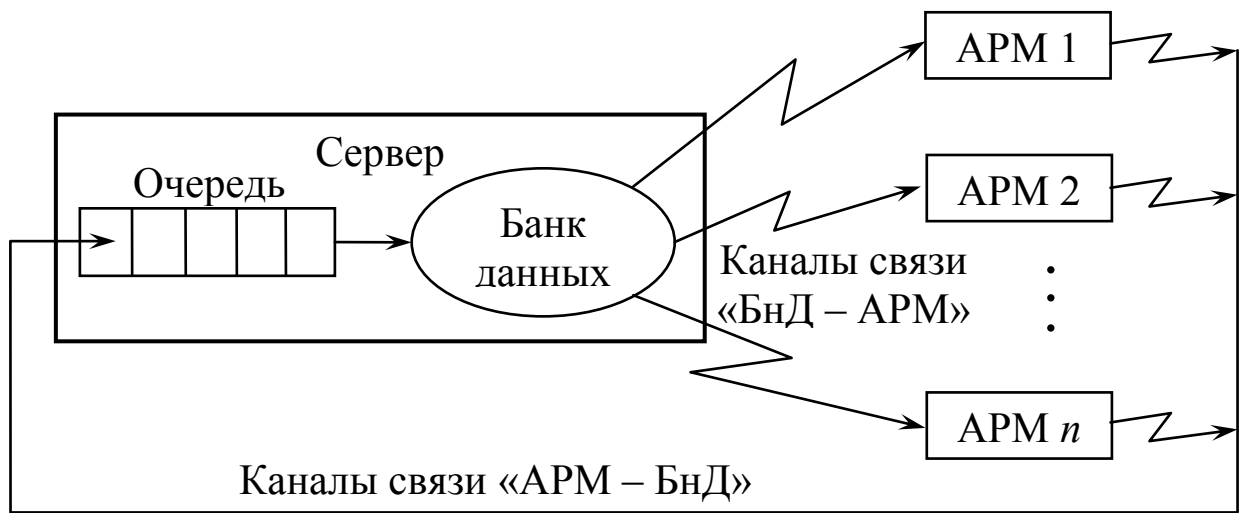 АРМ 1
Сервер
Очередь
АРМ 2
Банк
данных
Каналы связи
«БнД – АРМ»
АРМ n
Каналы связи «АРМ – БнД»